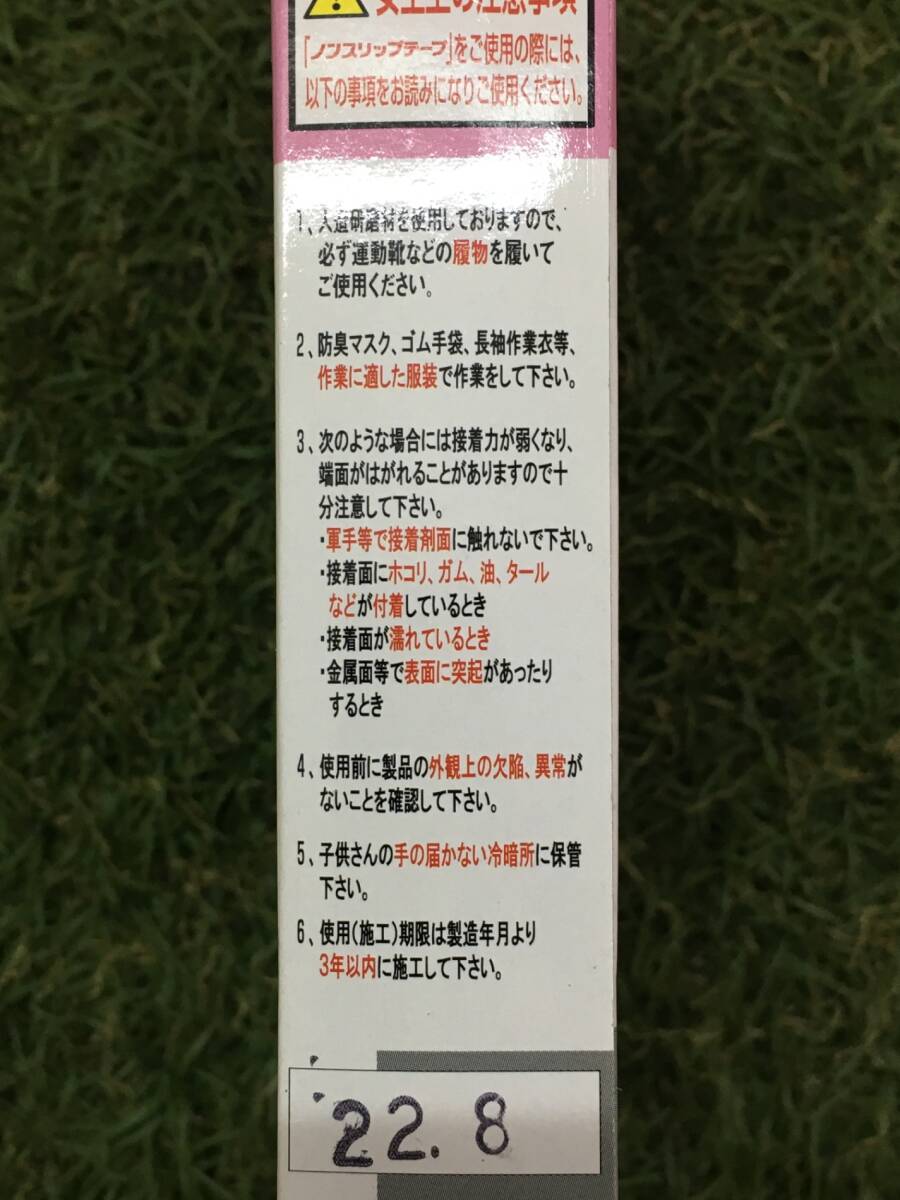 安全上の注意事項
「ノンスリップテープ」をご使用の際には、
以下の事項をお読みになりご使用ください。
1、人造研磨材を使用しておりますので、
必ず運動靴などの履物を履いて
ご使用ください。
2、防臭マスク、ゴム手袋、長袖作業衣等、
作業に適した服装で作業をして下さい。
3、次のような場合には接着力が弱くなり、
端面がはがれることがありますので十
分注意して下さい。
・軍手等で接着剤面に触れないで下さい。
・接着面にホコリ、ガム、油、タール
などが付着しているとき
・接着面が濡れているとき
・金属面等で表面に突起があったり
するとき
4、使用前に製品の外観上の欠陥、異常が
ないことを確認して下さい。
5、子供さんの手の届かない冷暗所に保管
下さい。
6、使用(施工)期限は製造年月より
3年以内に施工して下さい。
22.8